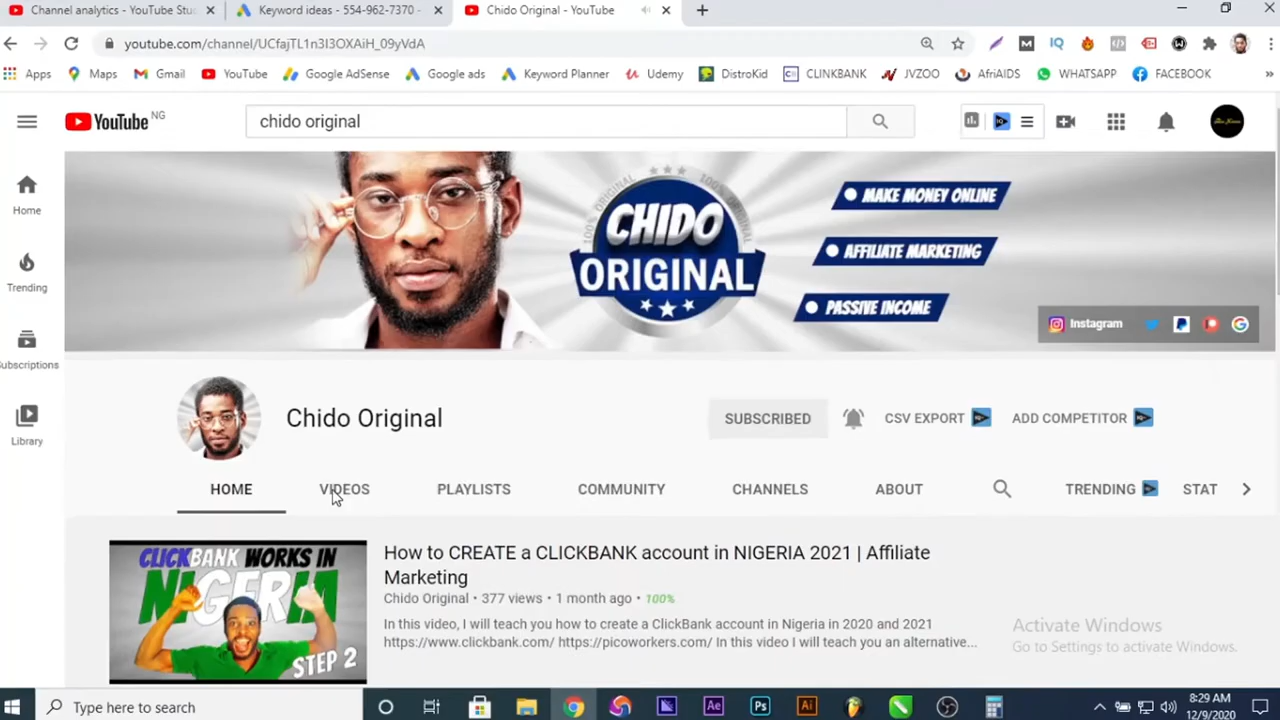 Channel analytics - YouTube Stu
Keyword ideas - 554-962-7370 -
Chido Original - YouTube
youtube.com/channel/UCfajTL1n3I3OXAiH_09yVdA
Apps
Maps
Gmail
YouTube
Google AdSense
Google ads
Keyword Planner
Udemy
DistroKid
CLINKBANK
JVZOO
AfriAIDS
WHATSAPP
FACEBOOK
»
YouTube NG
chido original
Home
Trending
Subscriptions
Library
100% ORIGINAL
100% ORIGINAL
CHIDO
ORIGINAL
MAKE MONEY ONLINE
AFFILIATE MARKETING
PASSIVE INCOME
Instagram
Chido Original
SUBSCRIBED
CSV EXPORT
ADD COMPETITOR
HOME
VIDEOS
PLAYLISTS
COMMUNITY
CHANNELS
ABOUT
TRENDING
STAT
CLICKBANK WORKS IN
NIGERIA
STEP 2
How to CREATE a CLICKBANK account in NIGERIA 2021 | Affiliate
Marketing
Chido Original • 377 views • 1 month ago • 100%
In this video, I will teach you how to create a ClickBank account in Nigeria in 2020 and 2021
https://www.clickbank.com/ https://picoworkers.com/ In this video I will teach you an alternative...
Activate Windows
Go to Settings to activate Windows.
Type here to search
Ae
Ps
Ai
8:29 AM
12/9/2020